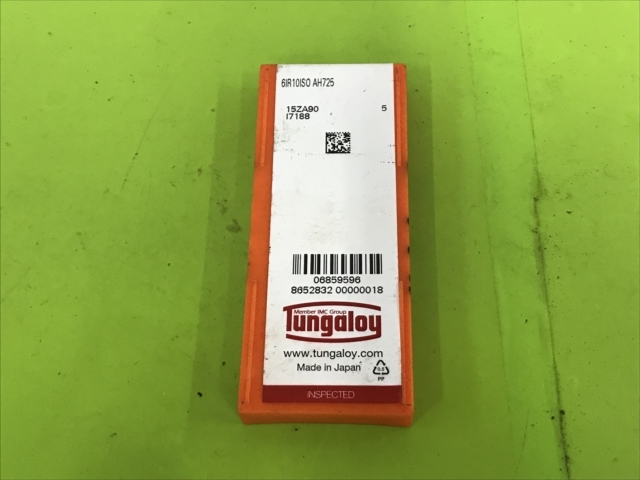 6IR10ISO AH725
15ZA90 5
I7188
06859596
8652832 00000018
Member IMC Group
Tungaloy
www.tungaloy.com
Made in Japan
PP
INSPECTED